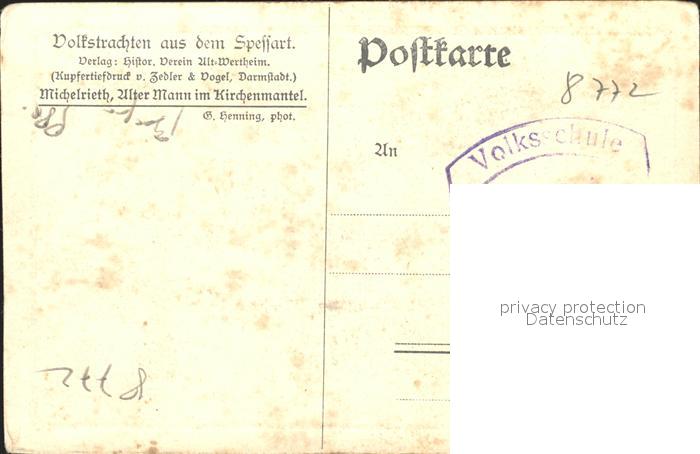 Volkstrachten aus dem Spessart.
Verlag: Histor. Verein Alt-Wertheim.
(Kupfertiefdruck v. Zedler & Vogel, Darmstadt.)
Michelrieth, Alter Mann im Kirchenmantel.
G. Henning, phot.
Postkarte
8772
An
Volksschule
privacy protection
Datenschutz
8772